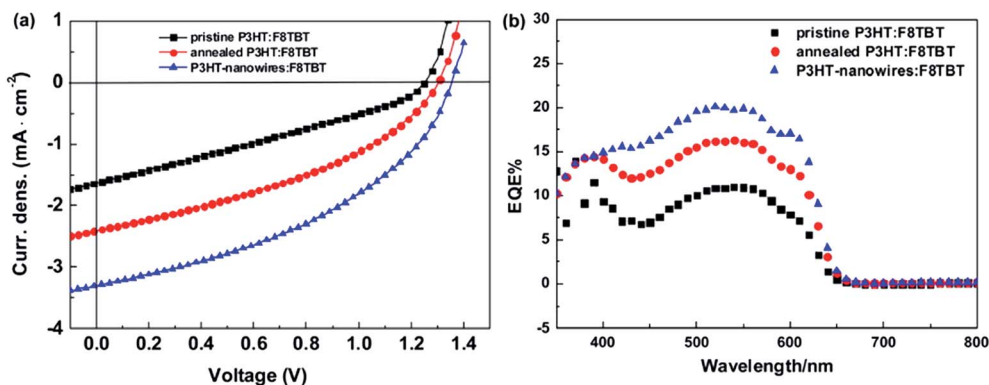 (a)
pristine P3HT:F8TBT
annealed P3HT:F8TBT
P3HT-nanowires:F8TBT
Curr. dens. (mA · cm⁻²)
1
0
-1
-2
-3
-4
0.0 0.2 0.4 0.6 0.8 1.0 1.2 1.4
Voltage (V)
(b)
pristine P3HT:F8TBT
annealed P3HT:F8TBT
P3HT-nanowires:F8TBT
EQE%
30
25
20
15
10
5
0
-5
400 500 600 700 800
Wavelength/nm